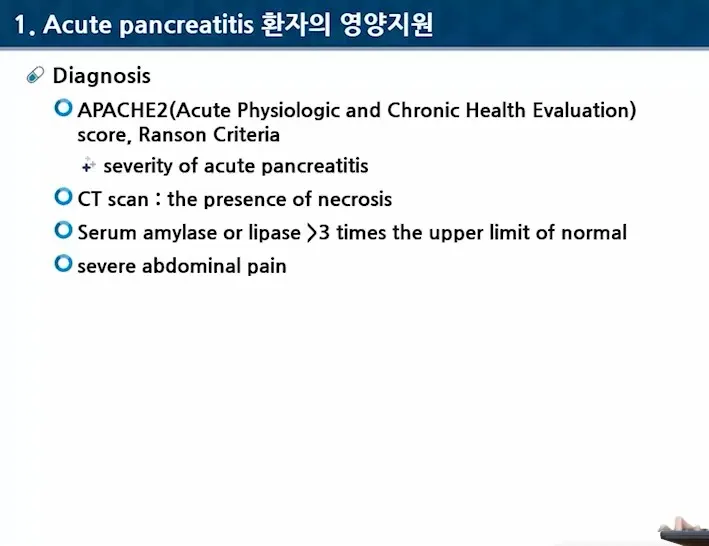 1. Acute pancreatitis 환자의 영양지원
Diagnosis
APACHE2(Acute Physiologic and Chronic Health Evaluation)
score, Ranson Criteria
severity of acute pancreatitis
CT scan : the presence of necrosis
Serum amylase or lipase >3 times the upper limit of normal
severe abdominal pain